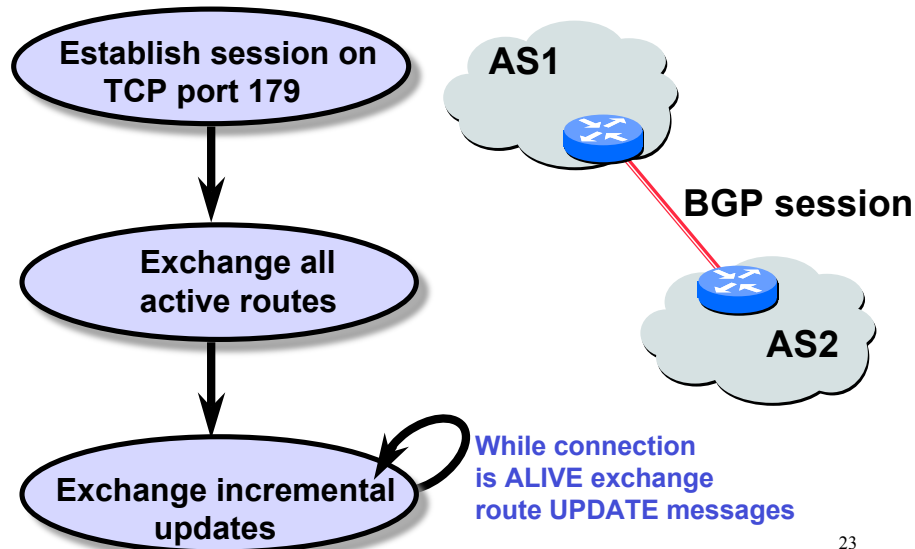 Establish session on
TCP port 179
AS1
BGP session
Exchange all
active routes
AS2
Exchange incremental
updates
While connection
is ALIVE exchange
route UPDATE messages
23